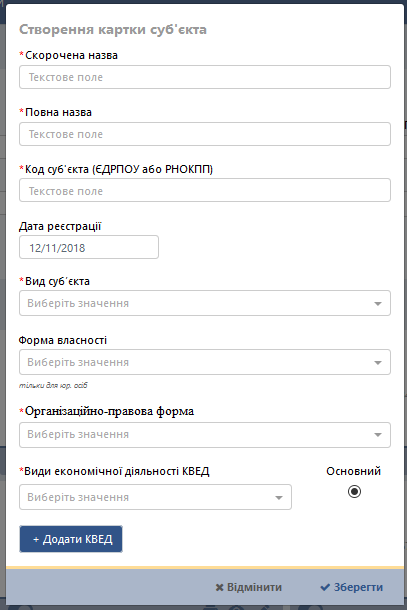 Створення картки суб'єкта
*Скорочена назва
Текстове поле
*Повна назва
Текстове поле
*Код суб'єкта (ЄДРПОУ або РНОКПП)
Текстове поле
Дата реєстрації
12/11/2018
*Вид суб'єкта
Виберіть значення
Форма власності
Виберіть значення
тільки для юр. осіб
*Організаційно-правова форма
Виберіть значення
*Види економічної діяльності КВЕД Основний
Виберіть значення
+ Додати КВЕД
✖ Відмінити ✔ Зберегти